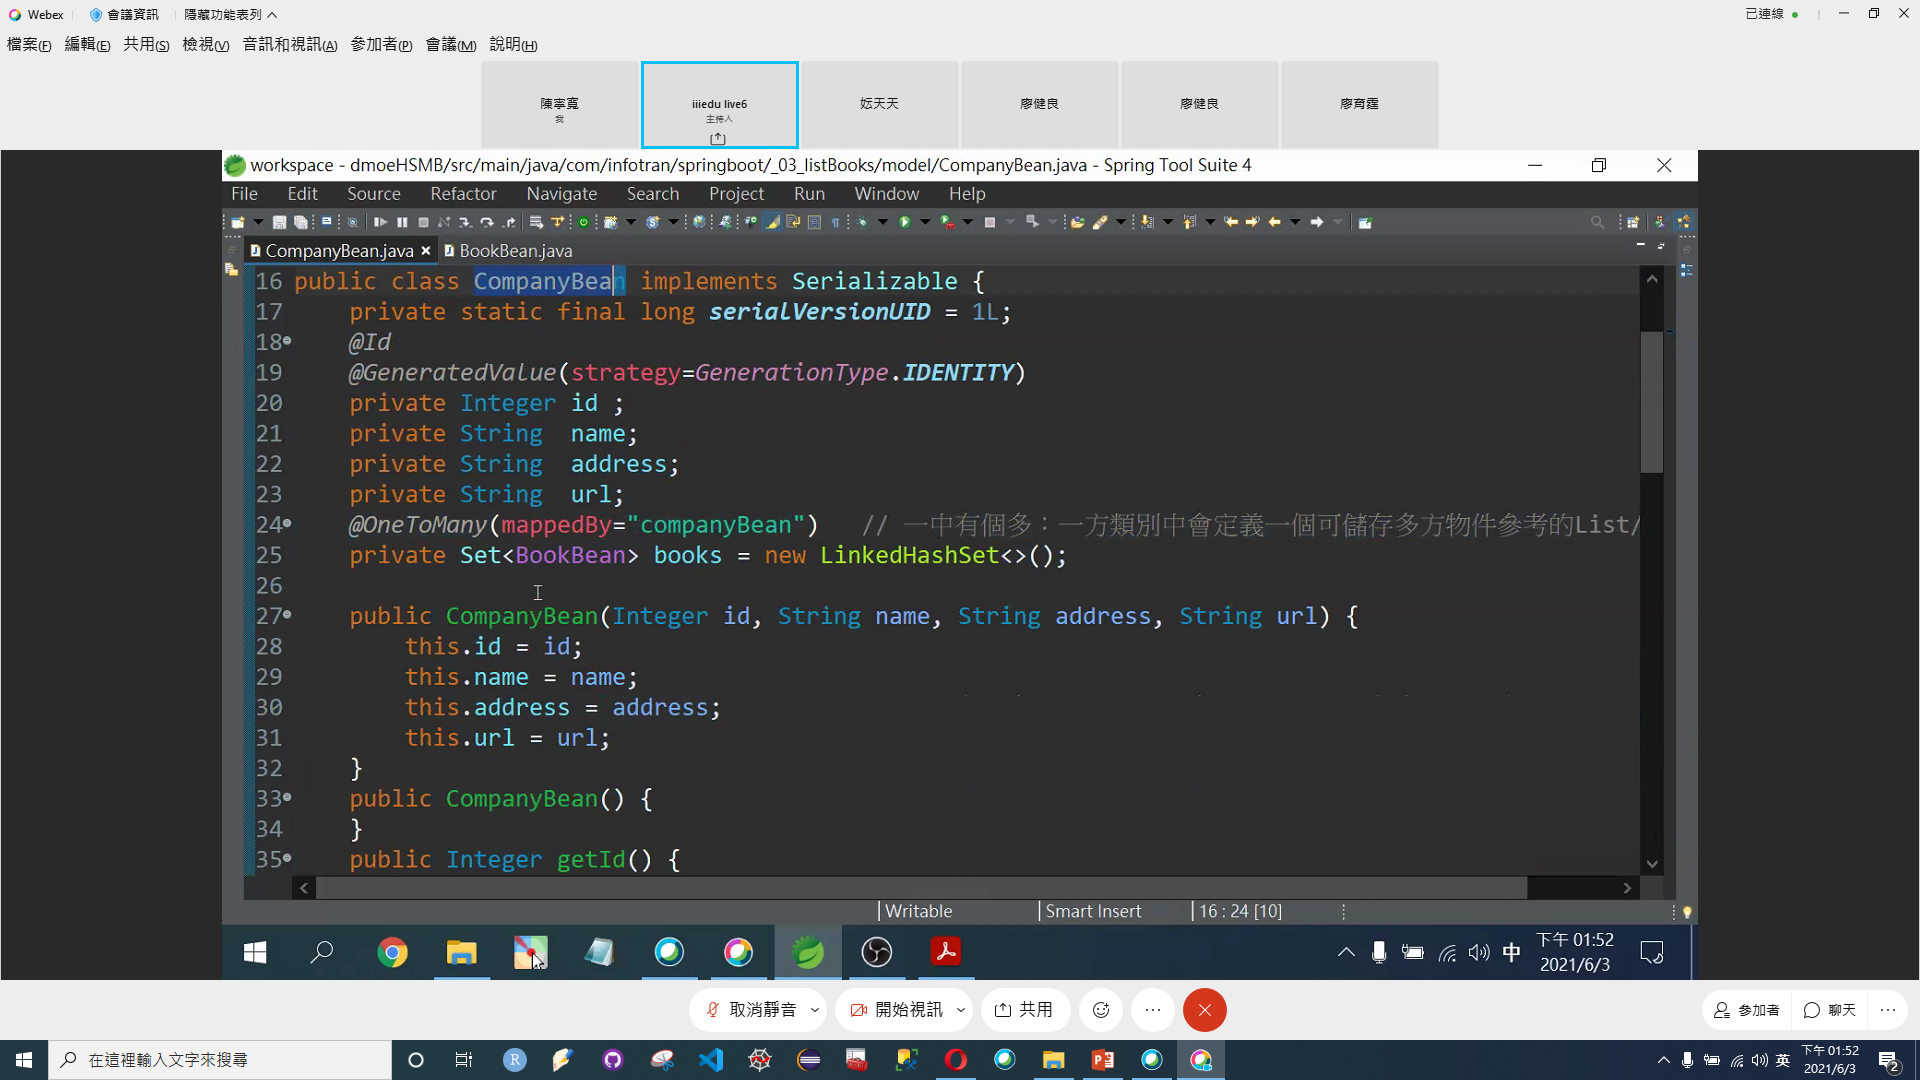 Webex 會議資訊 隱藏功能表列 已連線
檔案(F) 編輯(E) 共用(S) 檢視(V) 音訊和視訊(A) 參加者(P) 會議(M) 說明(H)
陳寧寬 iiiedu live6 妘天天 廖健良 廖健良 廖育霆
我 主持人
workspace - dmoeHSMB/src/main/java/com/infotran/springboot/_03_listBooks/model/CompanyBean.java - Spring Tool Suite 4
File Edit Source Refactor Navigate Search Project Run Window Help
CompanyBean.java BookBean.java
16 public class CompanyBean implements Serializable {
17 private static final long serialVersionUID = 1L;
18 @Id
19 @GeneratedValue(strategy=GenerationType.IDENTITY)
20 private Integer id ;
21 private String name;
22 private String address;
23 private String url;
24 @OneToMany(mappedBy="companyBean") // 一中有個多：一方類別中會定義一個可儲存多方物件參考的List/
25 private Set<BookBean> books = new LinkedHashSet<>();
26
27 public CompanyBean(Integer id, String name, String address, String url) {
28 this.id = id;
29 this.name = name;
30 this.address = address;
31 this.url = url;
32 }
33 public CompanyBean() {
34 }
35 public Integer getId() {
Writable Smart Insert 16 : 24 [10]
中 下午 01:52
2021/6/3
取消靜音 開始視訊 共用 參加者 聊天
在這裡輸入文字來搜尋 英 下午 01:52
2021/6/3 2